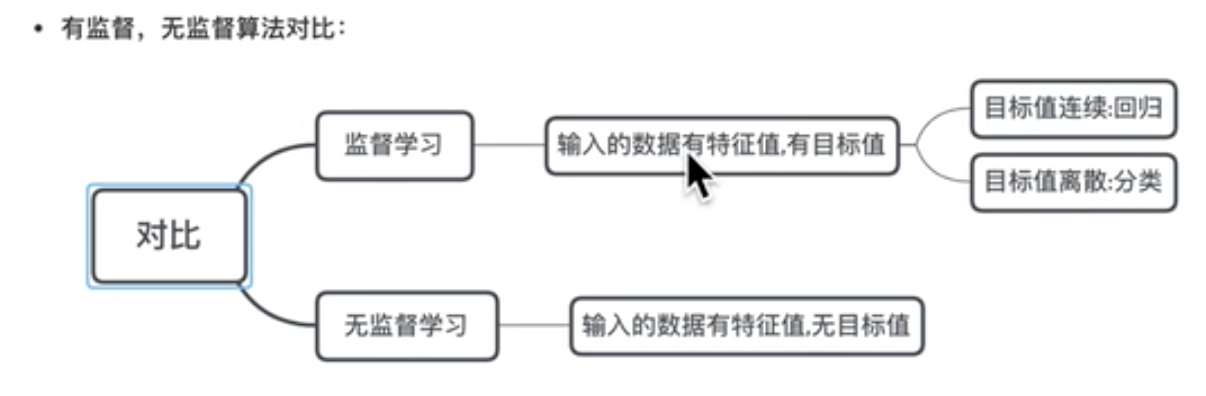 • 有监督，无监督算法对比：
目标值连续:回归
监督学习
输入的数据有特征值,有目标值
目标值离散:分类
对比
无监督学习
输入的数据有特征值,无目标值